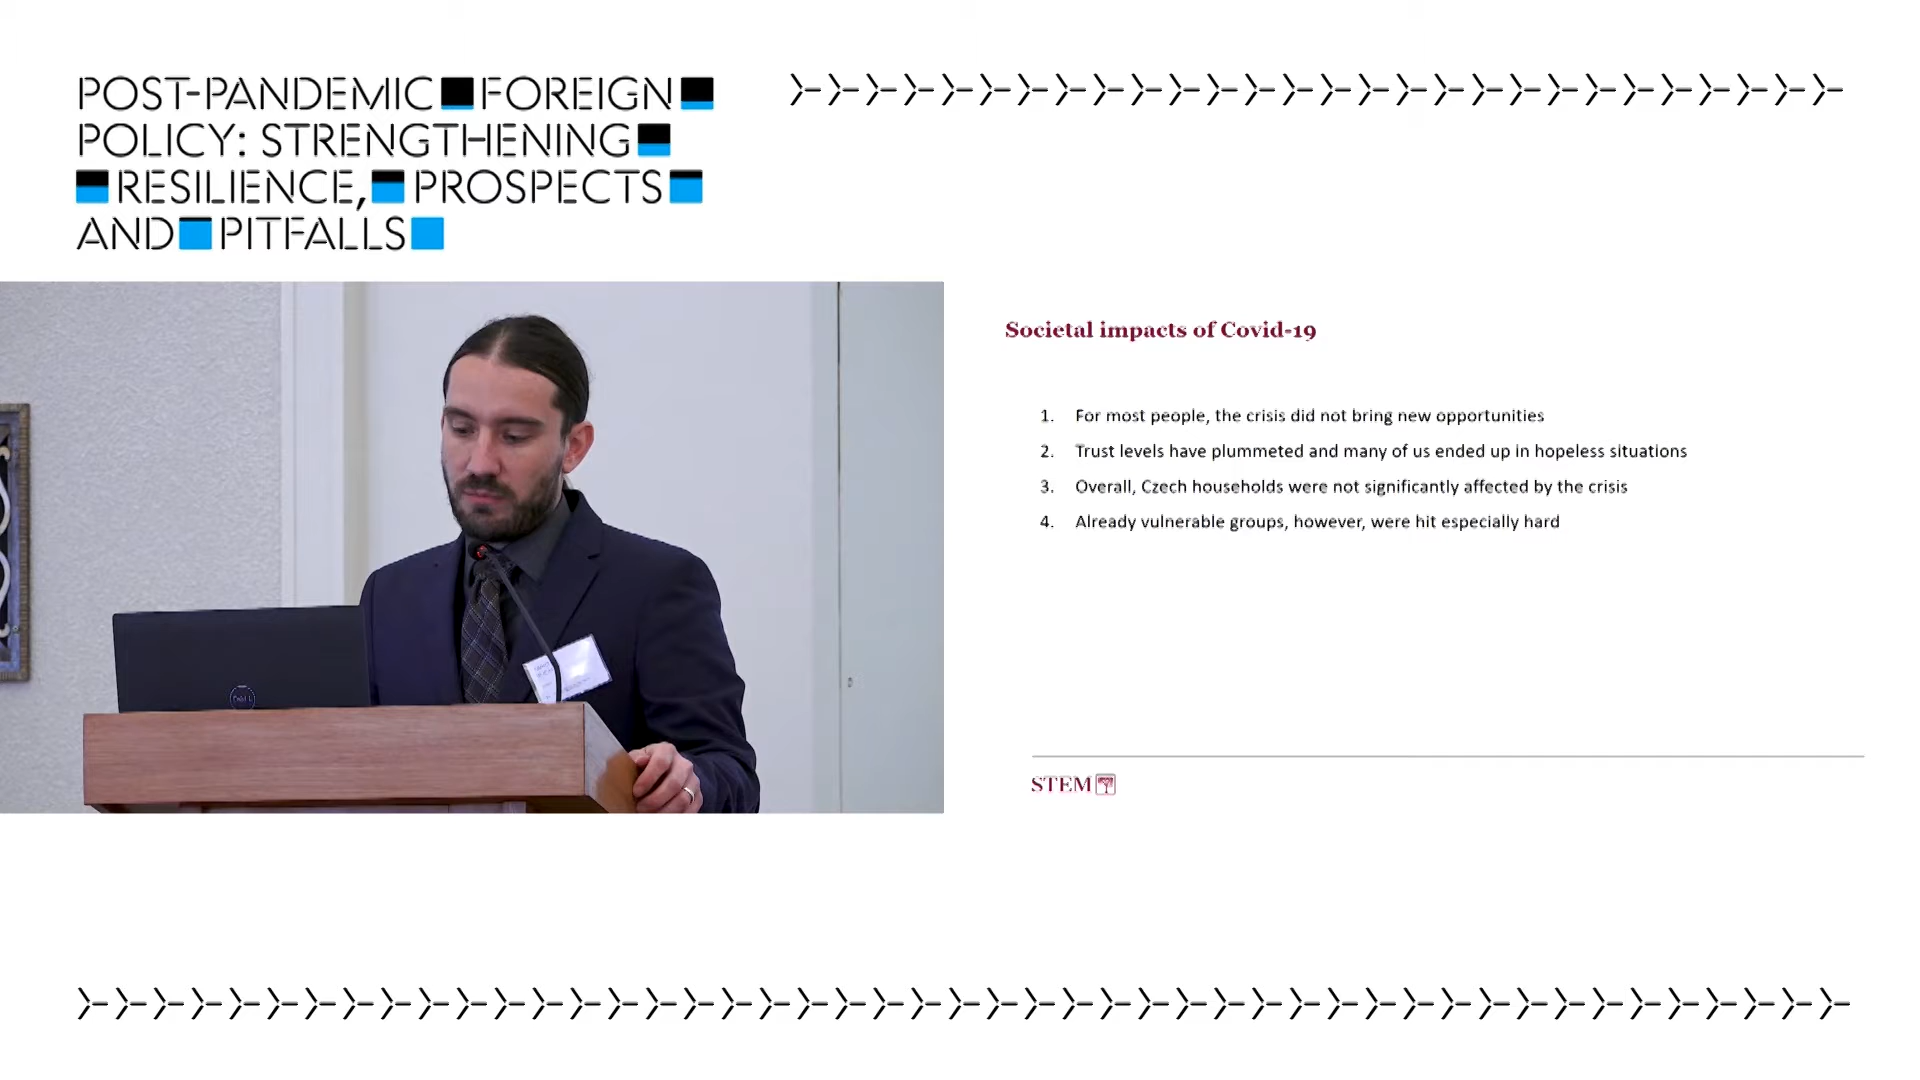 POST-PANDEMIC FOREIGN
POLICY: STRENGTHENING
RESILIENCE, PROSPECTS
AND PITFALLS
Societal impacts of Covid-19
1. For most people, the crisis did not bring new opportunities
2. Trust levels have plummeted and many of us ended up in hopeless situations
3. Overall, Czech households were not significantly affected by the crisis
4. Already vulnerable groups, however, were hit especially hard
STEM
DELL